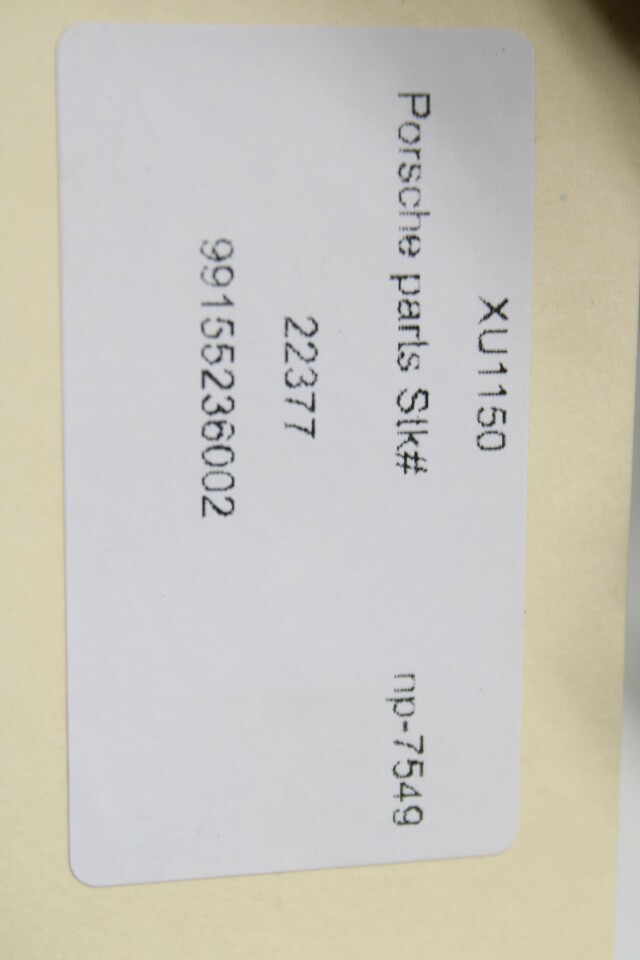 XU1150
Porsche parts Stk# np-7549
22377
99155236002